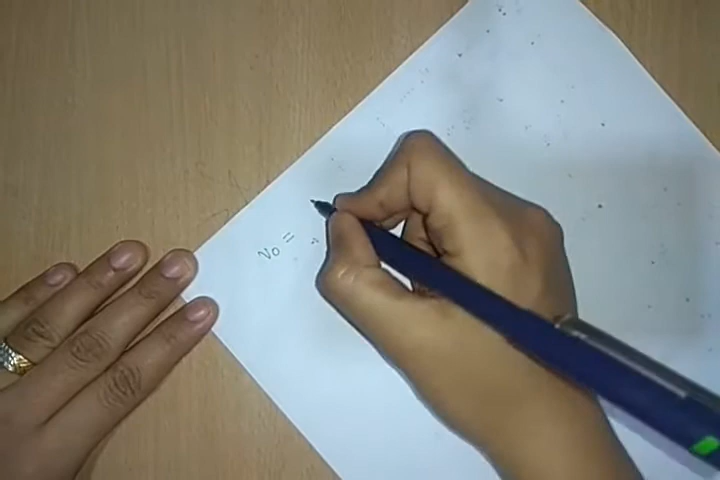 No =